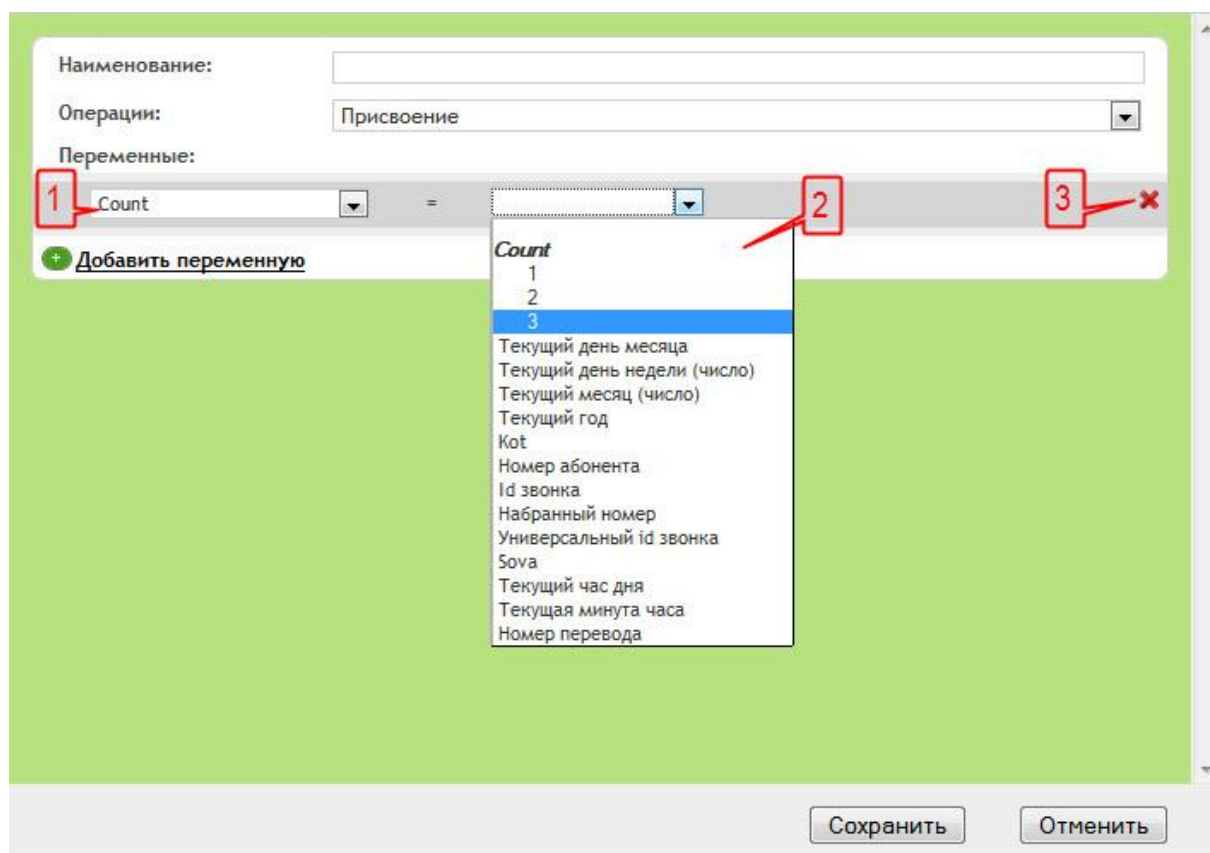 Наименование:
Операции: Присвоение
Переменные:
1 Count = 2 3
Добавить переменную
Count
1
2
3
Текущий день месяца
Текущий день недели (число)
Текущий месяц (число)
Текущий год
Kot
Номер абонента
Id звонка
Набранный номер
Универсальный id звонка
Sova
Текущий час дня
Текущая минута часа
Номер перевода
Сохранить Отменить